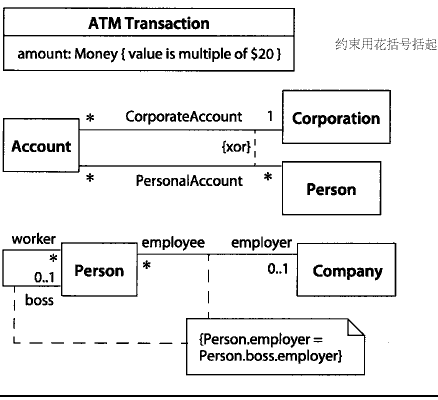 ATM Transaction
amount: Money { value is multiple of $20 }
约束用花括号括起
* CorporateAccount 1
Corporation
Account
{xor}
* PersonalAccount *
Person
worker
employee employer
*
Person
*
Company
0..1
0..1
boss
{Person.employer =
Person.boss.employer}